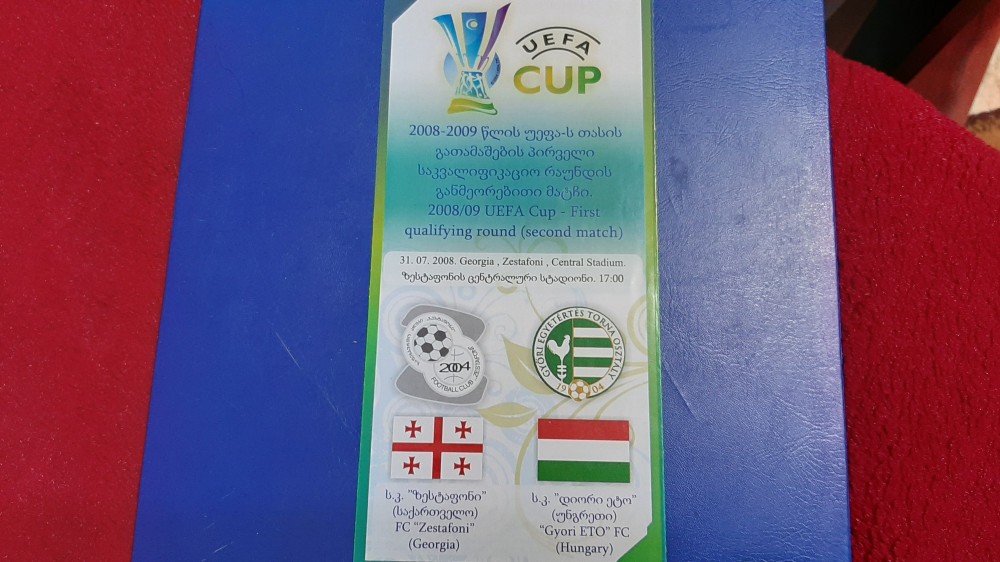 UEFA
CUP
2008-2009 წლის უეფა-ს თასის
გათამაშების პირველი
საკვალიფიკაციო რაუნდის
განმეორებითი მატჩი.
2008/09 UEFA Cup - First
qualifying round (second match)
31. 07. 2008. Georgia , Zestafoni , Central Stadium.
ზესტაფონის ცენტრალური სტადიონი. 17:00
2004
FOOTBALL CLUB
GYŐRI EGYETÉRTÉS TORNA OSZTÁLY
1904
ს.კ. "ზესტაფონი"
(საქართველო)
FC "Zestafoni"
(Georgia)
ს.კ. "დიორი ეტო"
(უნგრეთი)
"Gyori ETO" FC
(Hungary)